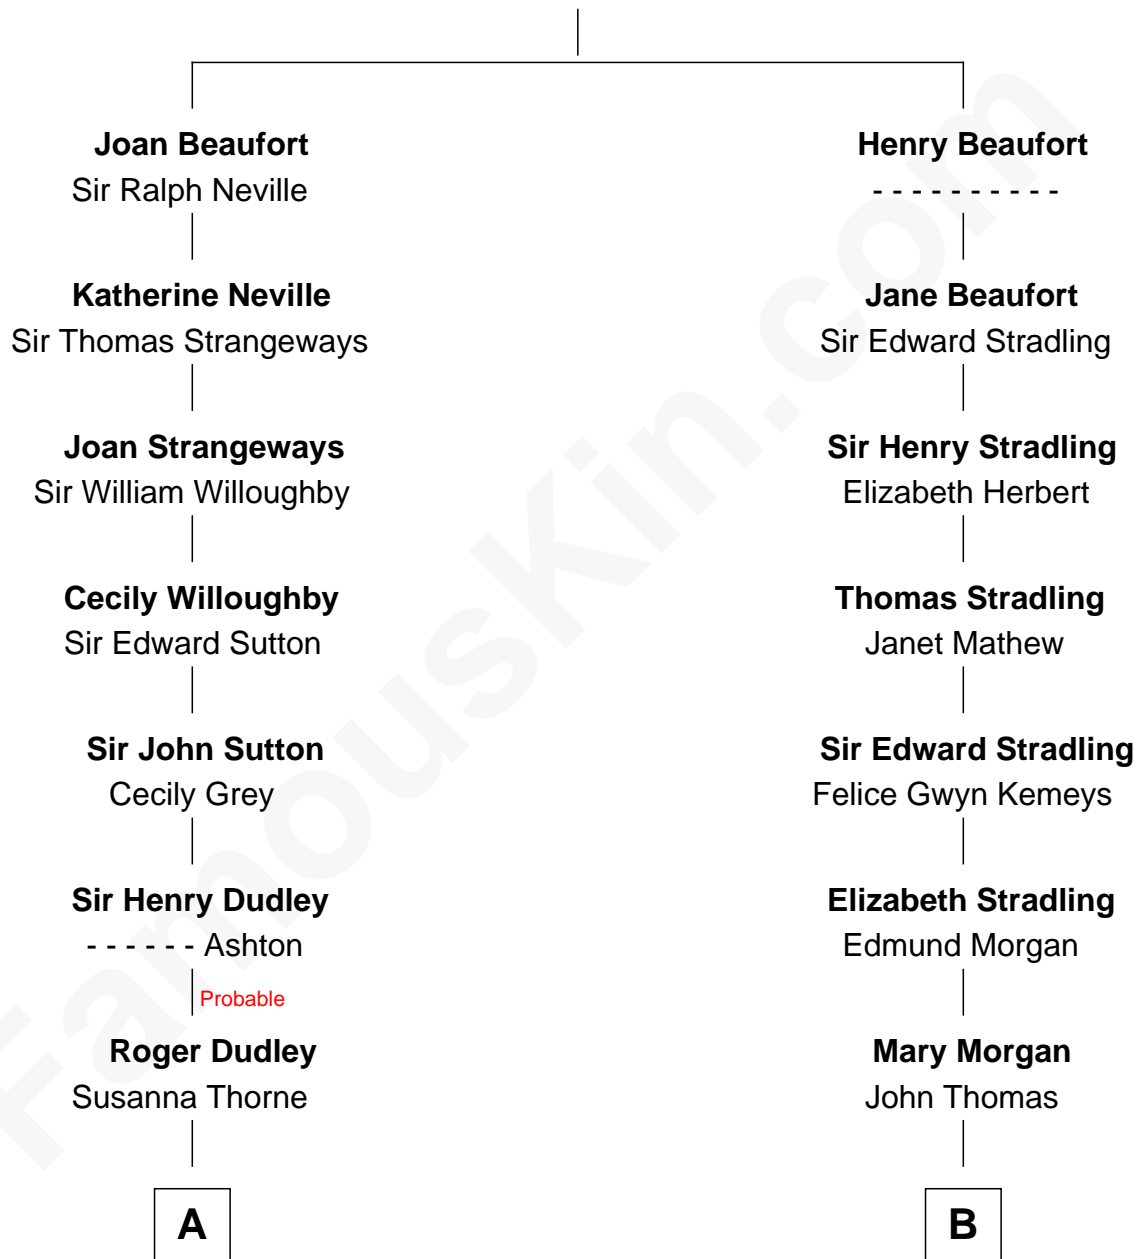 Joan Beaufort
Sir Ralph Neville
Katherine Neville
Sir Thomas Strangeways
Joan Strangeways
Sir William Willoughby
Cecily Willoughby
Sir Edward Sutton
Sir John Sutton
Cecily Grey
Sir Henry Dudley
- - - - - - Ashton
Probable
Roger Dudley
Susanna Thorne
A
Henry Beaufort
- - - - - - - - - -
Jane Beaufort
Sir Edward Stradling
Sir Henry Stradling
Elizabeth Herbert
Thomas Stradling
Janet Mathew
Sir Edward Stradling
Felice Gwyn Kemeys
Elizabeth Stradling
Edmund Morgan
Mary Morgan
John Thomas
B
FamousKin.com